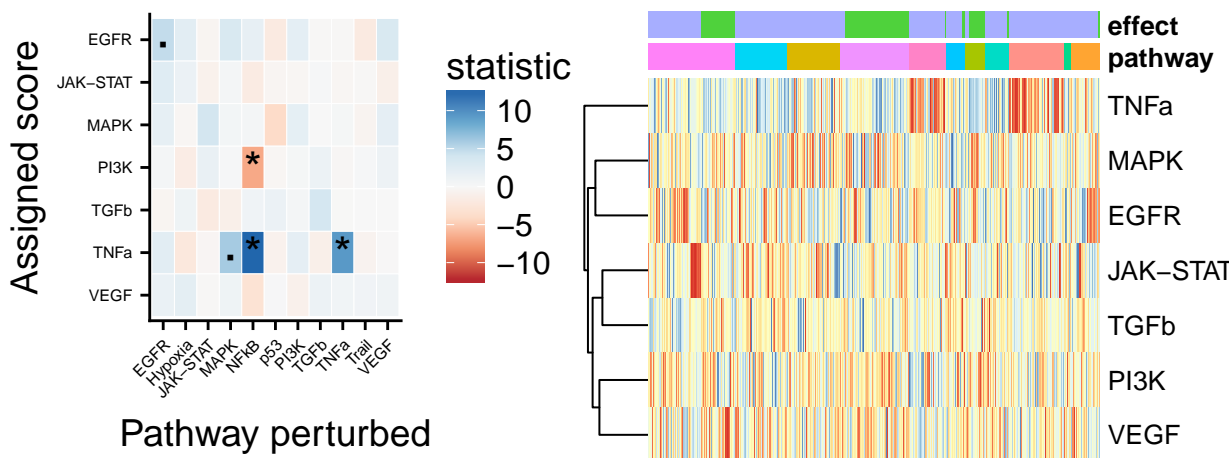 Assigned score
EGFR
JAK−STAT
MAPK
PI3K
TGFb
TNFa
VEGF
*
*
*
EGFR
Hypoxia
JAK−STAT
MAPK
NFkB
p53
PI3K
TGFb
TNFa
Trail
VEGF
Pathway perturbed
statistic
10
5
0
−5
−10
effect
pathway
TNFa
MAPK
EGFR
JAK−STAT
TGFb
PI3K
VEGF